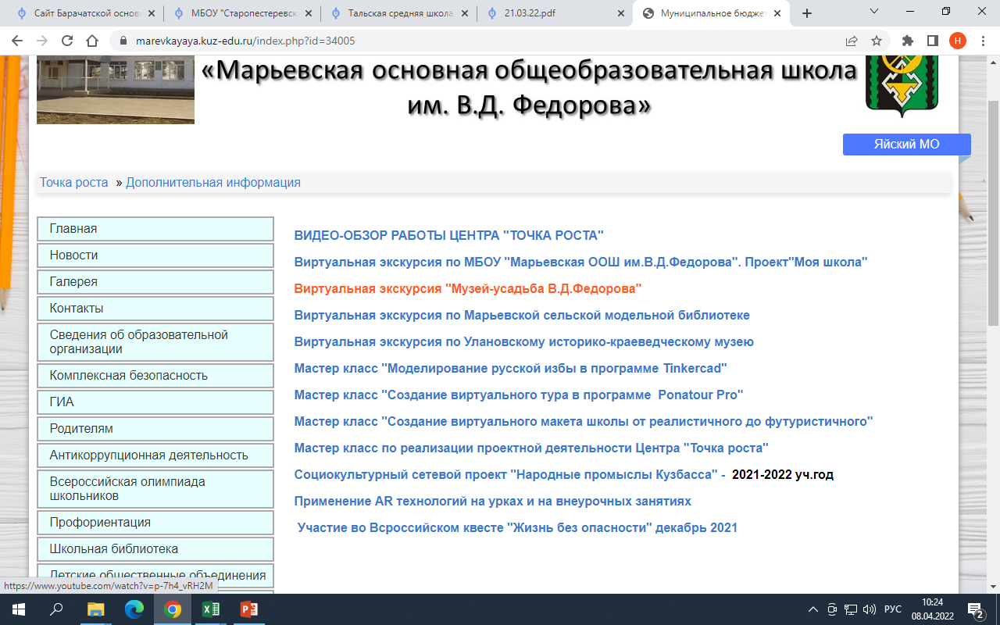 Сайт Барачатской основ
МБОУ "Старопестеревск
Тальская средняя школа
21.03.22.pdf
Муниципальное бюджет
marevkayaya.kuz-edu.ru/index.php?id=34005
Н
«Марьевская основная общеобразовательная школа
им. В.Д. Федорова»
Яйский МО
Точка роста » Дополнительная информация
Главная
Новости
Галерея
Контакты
Сведения об образовательной
организации
Комплексная безопасность
ГИА
Родителям
Антикоррупционная деятельность
Всероссийская олимпиада
школьников
Профориентация
Школьная библиотека
Детские общественные объединения
ВИДЕО-ОБЗОР РАБОТЫ ЦЕНТРА "ТОЧКА РОСТА"
Виртуальная экскурсия по МБОУ "Марьевская ООШ им.В.Д.Федорова". Проект"Моя школа"
Виртуальная экскурсия "Музей-усадьба В.Д.Федорова"
Виртуальная экскурсия по Марьевской сельской модельной библиотеке
Виртуальная экскурсия по Улановскому историко-краеведческому музею
Мастер класс "Моделирование русской избы в программе Tinkercad"
Мастер класс "Создание виртуального тура в программе Ponatour Pro"
Мастер класс "Создание виртуального макета школы от реалистичного до футуристичного"
Мастер класс по реализации проектной деятельности Центра "Точка роста"
Социокультурный сетевой проект "Народные промыслы Кузбасса" - 2021-2022 уч.год
Применение AR технологий на урках и на внеурочных занятиях
Участие во Всроссийском квесте "Жизнь без опасности" декабрь 2021
https://www.youtube.com/watch?v=p-7h4_vRH2M
РУС
10:24
08.04.2022
2